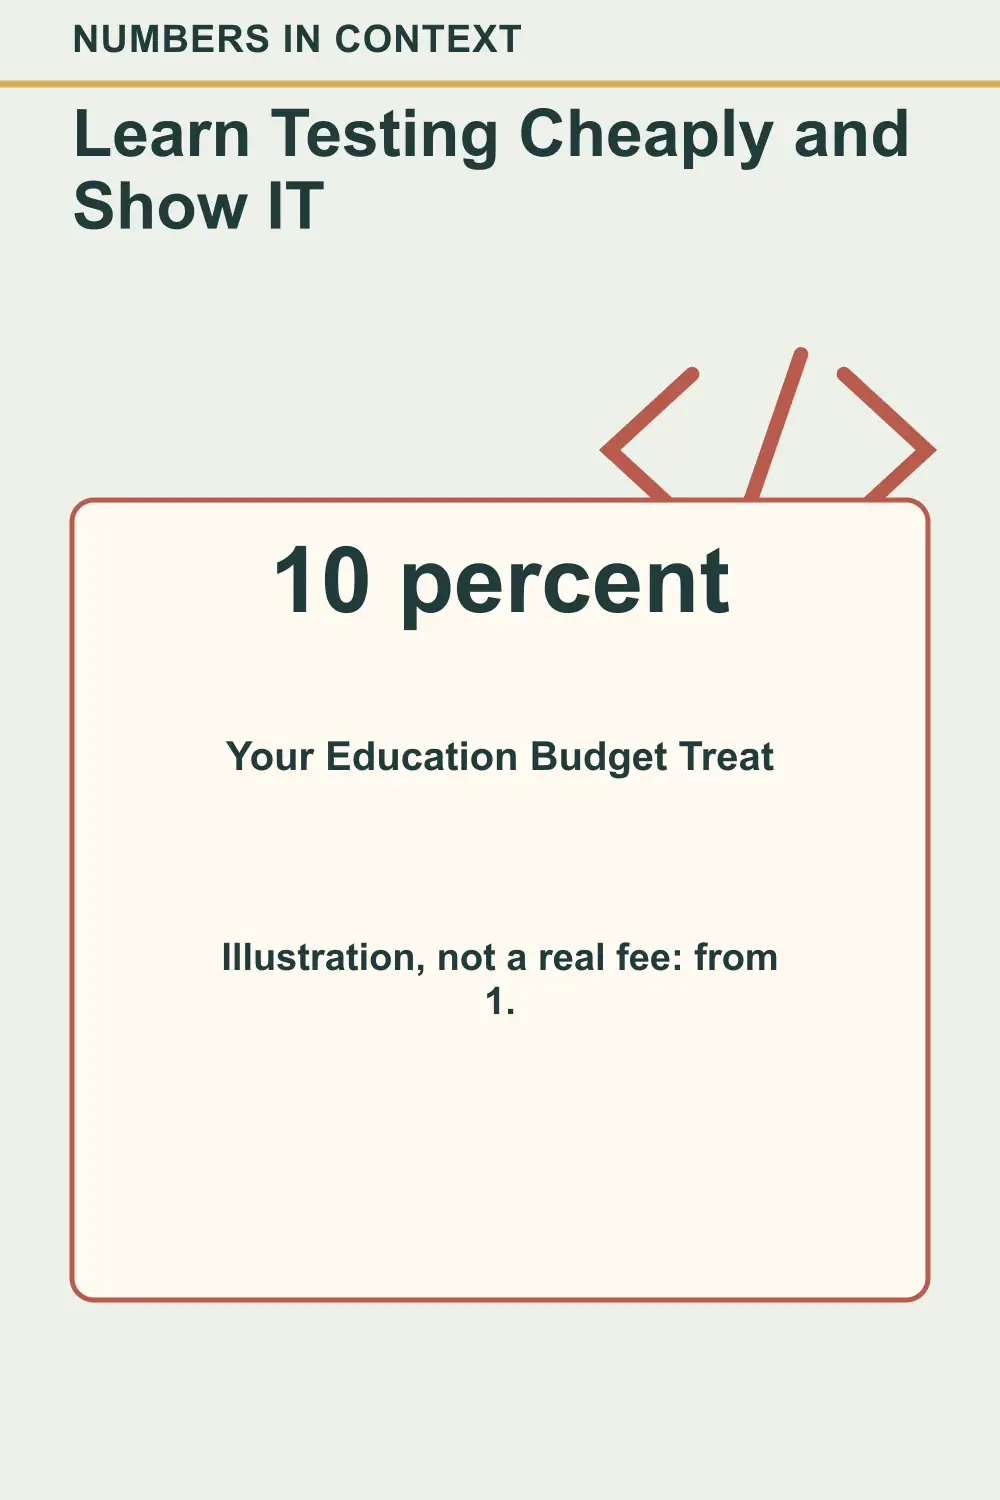 NUMBERS IN CONTEXT
Learn Testing Cheaply and
Show IT
10 percent
Your Education Budget Treat
Illustration, not a real fee: from
1.